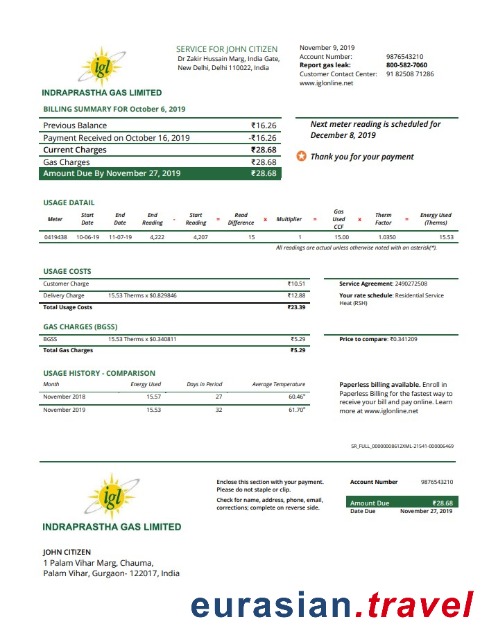 SERVICE FOR JOHN CITIZEN
Dr Zakir Hussain Marg, India Gate,
New Delhi, Delhi 110022, India
November 9, 2019
Account Number: 9876543210
Report gas leak: 800-582-7060
Customer Contact Center: 91 82508 71286
www.iglonline.net
igl
INDRAPRASTHA GAS LIMITED
BILLING SUMMARY FOR October 6, 2019
Previous Balance ₹16.26
Payment Received on October 16, 2019 -₹16.26
Current Charges ₹28.68
Gas Charges ₹28.68
Amount Due By November 27, 2019 ₹28.68
Next meter reading is scheduled for
December 8, 2019
Thank you for your payment
USAGE DATAIL
Meter Start Date End Date End Reading - Start Reading = Read Difference x Multiplier = Gas Used CCF x Therm Factor = Energy Used (Therms)
0419438 10-06-19 11-07-19 4,222 4,207 15 1 15.00 1.0350 15.53
All readings are actual unless otherwise noted with an asterisk(*).
USAGE COSTS
Customer Charge ₹10.51
Delivery Charge 15.53 Therms x $0.829846 ₹12.88
Total Usage Costs ₹23.39
Service Agreement: 2490272508
Your rate schedule: Residential Service
Heat (RSH)
GAS CHARGES (BGSS)
BGSS 15.53 Therms x $0.340811 ₹5.29
Total Gas Charges ₹5.29
Price to compare: ₹0.341209
USAGE HISTORY - COMPARISON
Month Energy Used Days in Period Average Temperature
November 2018 15.57 27 60.46°
November 2019 15.53 32 61.70°
Paperless billing available. Enroll in
Paperless Billing for the fastest way to
receive your bill and pay online. Learn
more at www.iglonline.net
SR_FULL_00000008612XML-21541-000006469
igl
INDRAPRASTHA GAS LIMITED
Enclose this section with your payment.
Please do not staple or clip.
Check for name, address, phone, email,
corrections; complete on reverse side.
Account Number 9876543210
Amount Due ₹28.68
Date Due November 27, 2019
JOHN CITIZEN
1 Palam Vihar Marg, Chauma,
Palam Vihar, Gurgaon- 122017, India
eurasian.travel